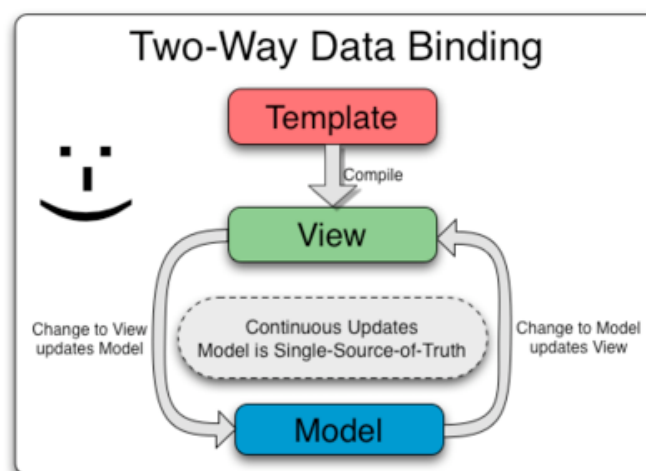 Two-Way Data Binding
Template
Compile
View
Change to View
updates Model
Continuous Updates
Model is Single-Source-of-Truth
Change to Model
updates View
Model